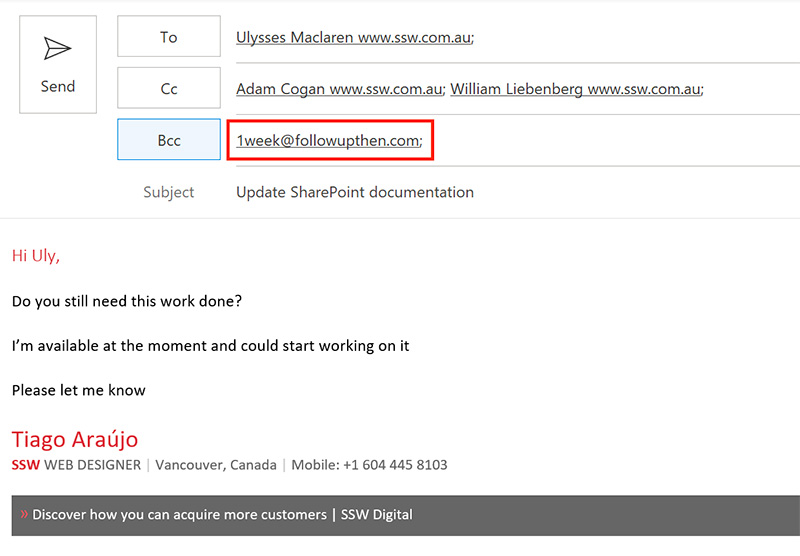 Send
To Ulysses Maclaren www.ssw.com.au;
Cc Adam Cogan www.ssw.com.au; William Liebenberg www.ssw.com.au;
Bcc 1week@followupthen.com;
Subject Update SharePoint documentation
Hi Uly,
Do you still need this work done?
I'm available at the moment and could start working on it
Please let me know
Tiago Araújo
SSW WEB DESIGNER | Vancouver, Canada | Mobile: +1 604 445 8103
» Discover how you can acquire more customers | SSW Digital